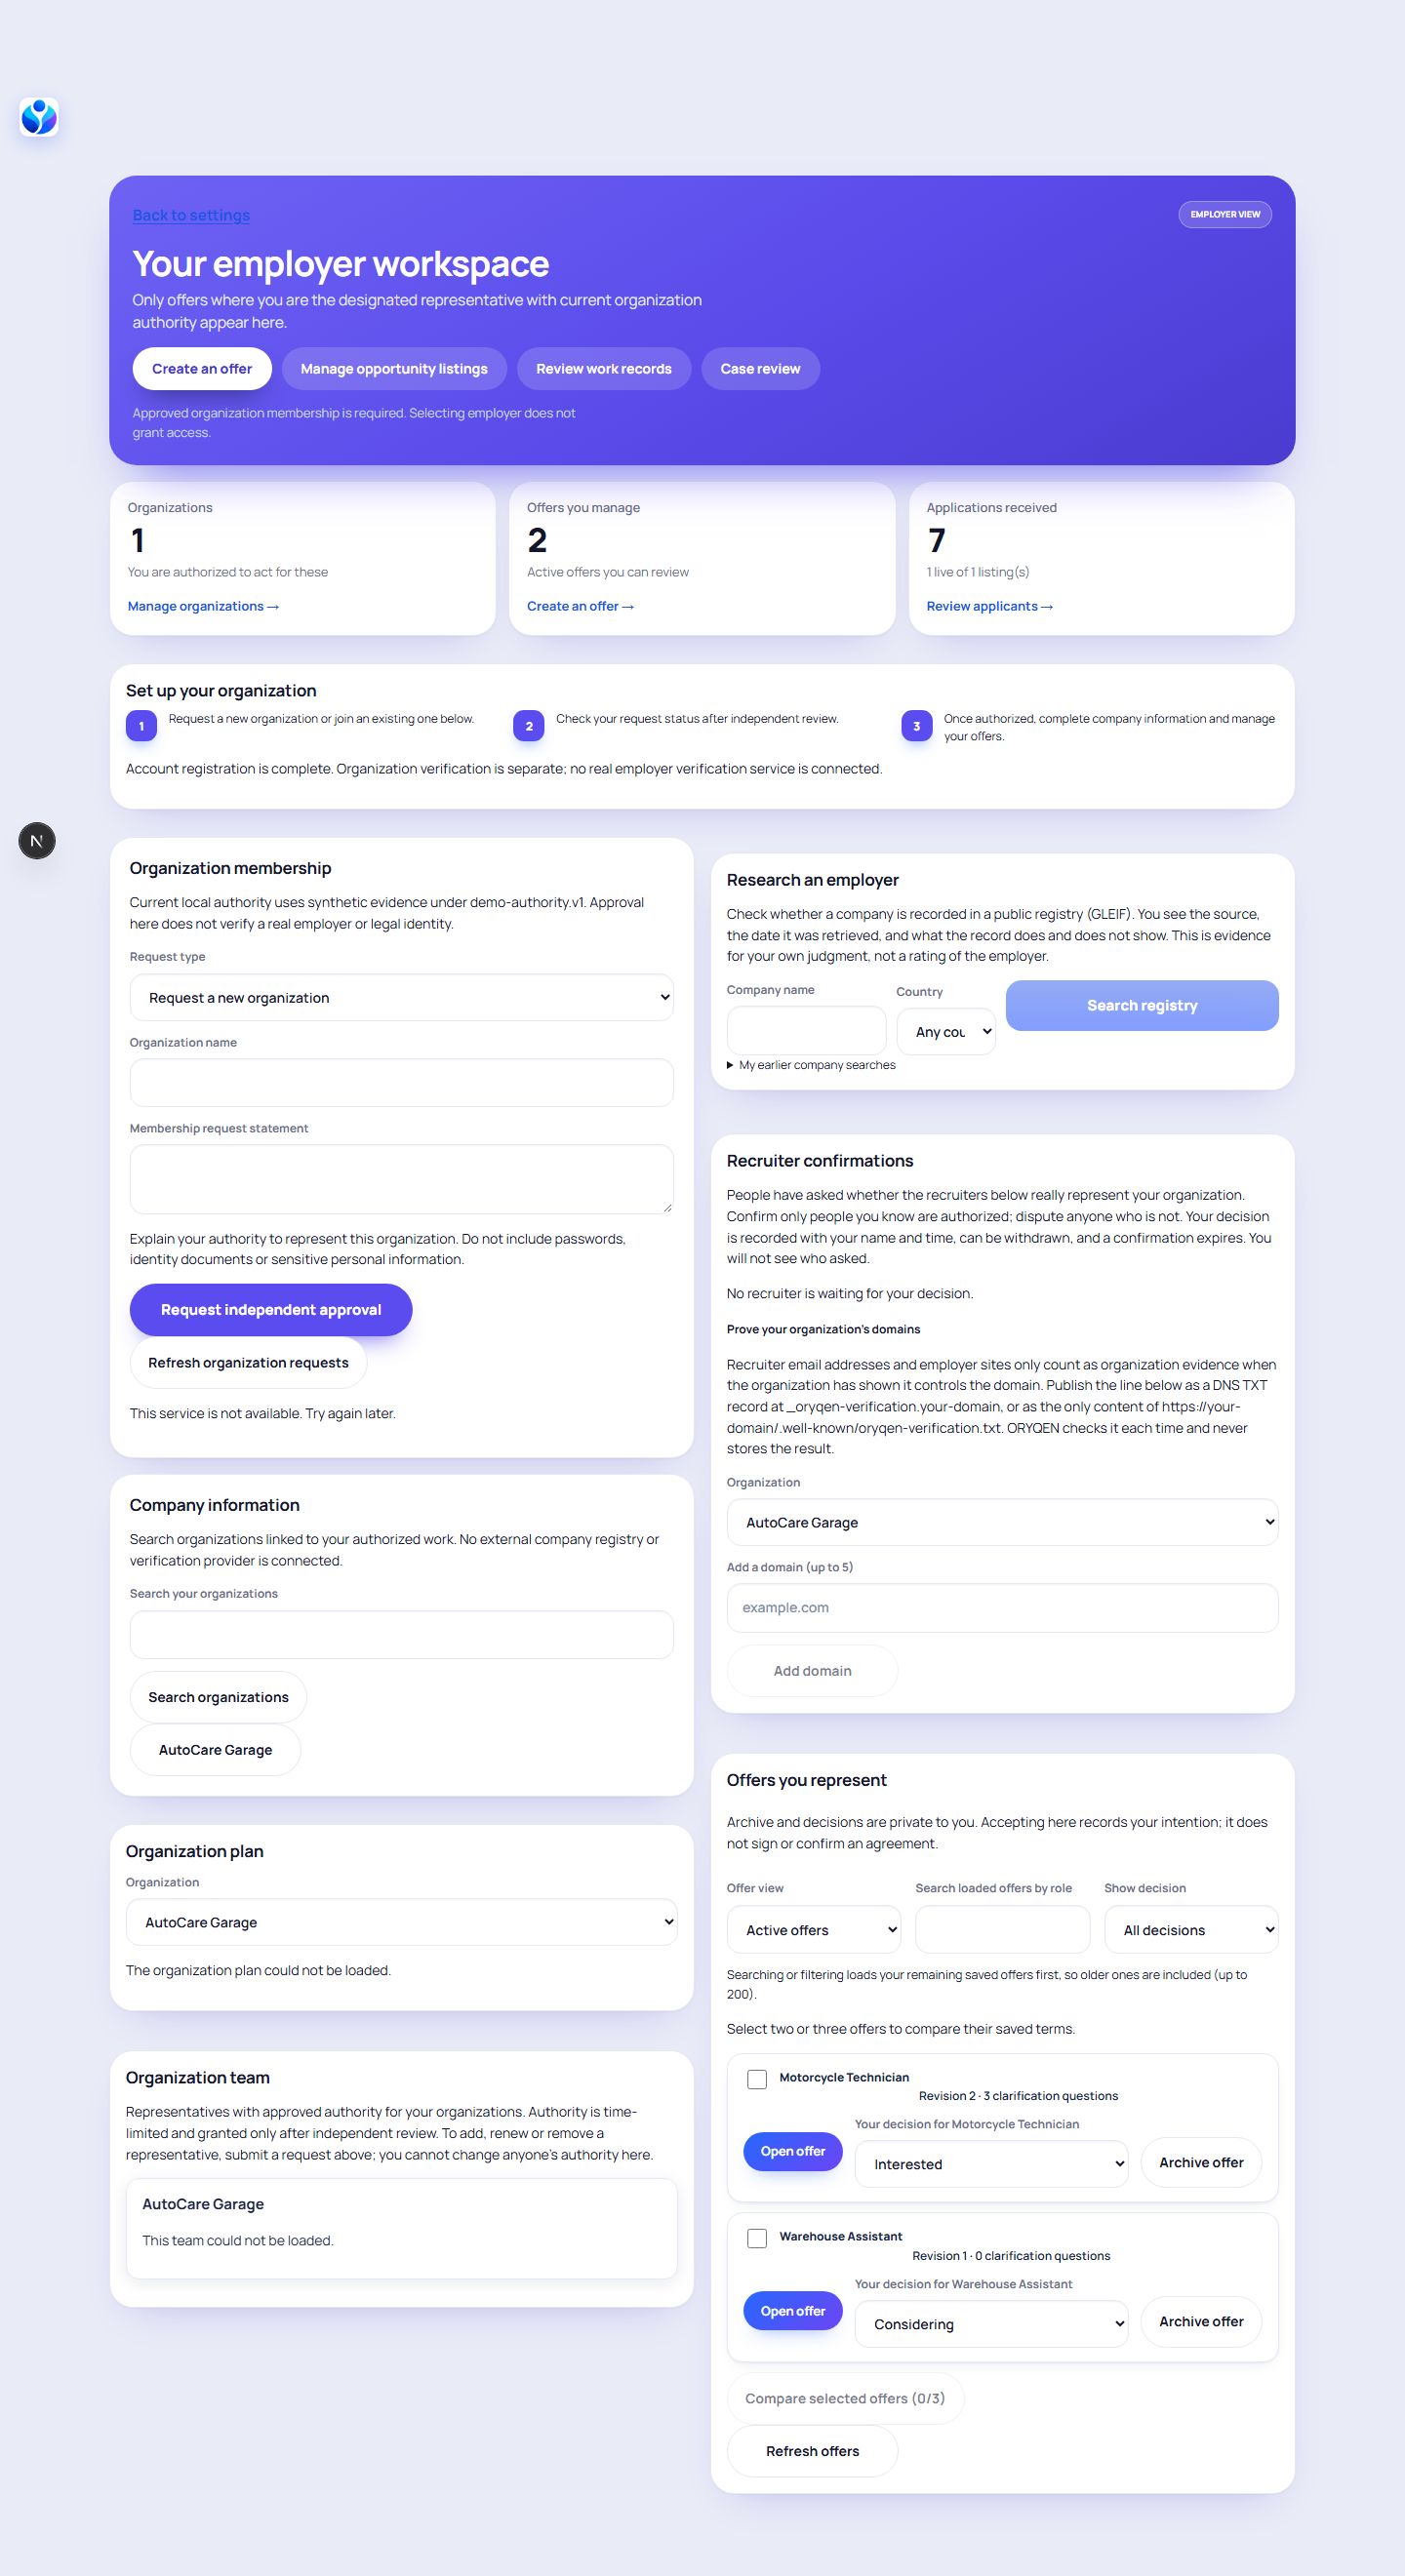 Back to settings
EMPLOYER VIEW
Your employer workspace
Only offers where you are the designated representative with current organization
authority appear here.
Create an offer
Manage opportunity listings
Review work records
Case review
Approved organization membership is required. Selecting employer does not
grant access.
Organizations
1
You are authorized to act for these
Manage organizations →
Offers you manage
2
Active offers you can review
Create an offer →
Applications received
7
1 live of 1 listing(s)
Review applicants →
Set up your organization
1
Request a new organization or join an existing one below.
2
Check your request status after independent review.
3
Once authorized, complete company information and manage
your offers.
Account registration is complete. Organization verification is separate; no real employer verification service is connected.
N
Organization membership
Current local authority uses synthetic evidence under demo-authority.v1. Approval
here does not verify a real employer or legal identity.
Request type
Request a new organization
Organization name
Membership request statement
Explain your authority to represent this organization. Do not include passwords,
identity documents or sensitive personal information.
Request independent approval
Refresh organization requests
This service is not available. Try again later.
Company information
Search organizations linked to your authorized work. No external company registry or
verification provider is connected.
Search your organizations
Search organizations
AutoCare Garage
Organization plan
Organization
AutoCare Garage
The organization plan could not be loaded.
Organization team
Representatives with approved authority for your organizations. Authority is time-
limited and granted only after independent review. To add, renew or remove a
representative, submit a request above; you cannot change anyone's authority here.
AutoCare Garage
This team could not be loaded.
Research an employer
Check whether a company is recorded in a public registry (GLEIF). You see the source,
the date it was retrieved, and what the record does and does not show. This is evidence
for your own judgment, not a rating of the employer.
Company name
Country
Any cou
Search registry
My earlier company searches
Recruiter confirmations
People have asked whether the recruiters below really represent your organization.
Confirm only people you know are authorized; dispute anyone who is not. Your decision
is recorded with your name and time, can be withdrawn, and a confirmation expires. You
will not see who asked.
No recruiter is waiting for your decision.
Prove your organization's domains
Recruiter email addresses and employer sites only count as organization evidence when
the organization has shown it controls the domain. Publish the line below as a DNS TXT
record at _oryqen-verification.your-domain, or as the only content of https://your-
domain/.well-known/oryqen-verification.txt. ORYQEN checks it each time and never
stores the result.
Organization
AutoCare Garage
Add a domain (up to 5)
example.com
Add domain
Offers you represent
Archive and decisions are private to you. Accepting here records your intention; it does
not sign or confirm an agreement.
Offer view
Search loaded offers by role
Show decision
Active offers
All decisions
Searching or filtering loads your remaining saved offers first, so older ones are included (up to
200).
Select two or three offers to compare their saved terms.
Motorcycle Technician
Revision 2 · 3 clarification questions
Your decision for Motorcycle Technician
Open offer
Interested
Archive offer
Warehouse Assistant
Revision 1 · 0 clarification questions
Your decision for Warehouse Assistant
Open offer
Considering
Archive offer
Compare selected offers (0/3)
Refresh offers